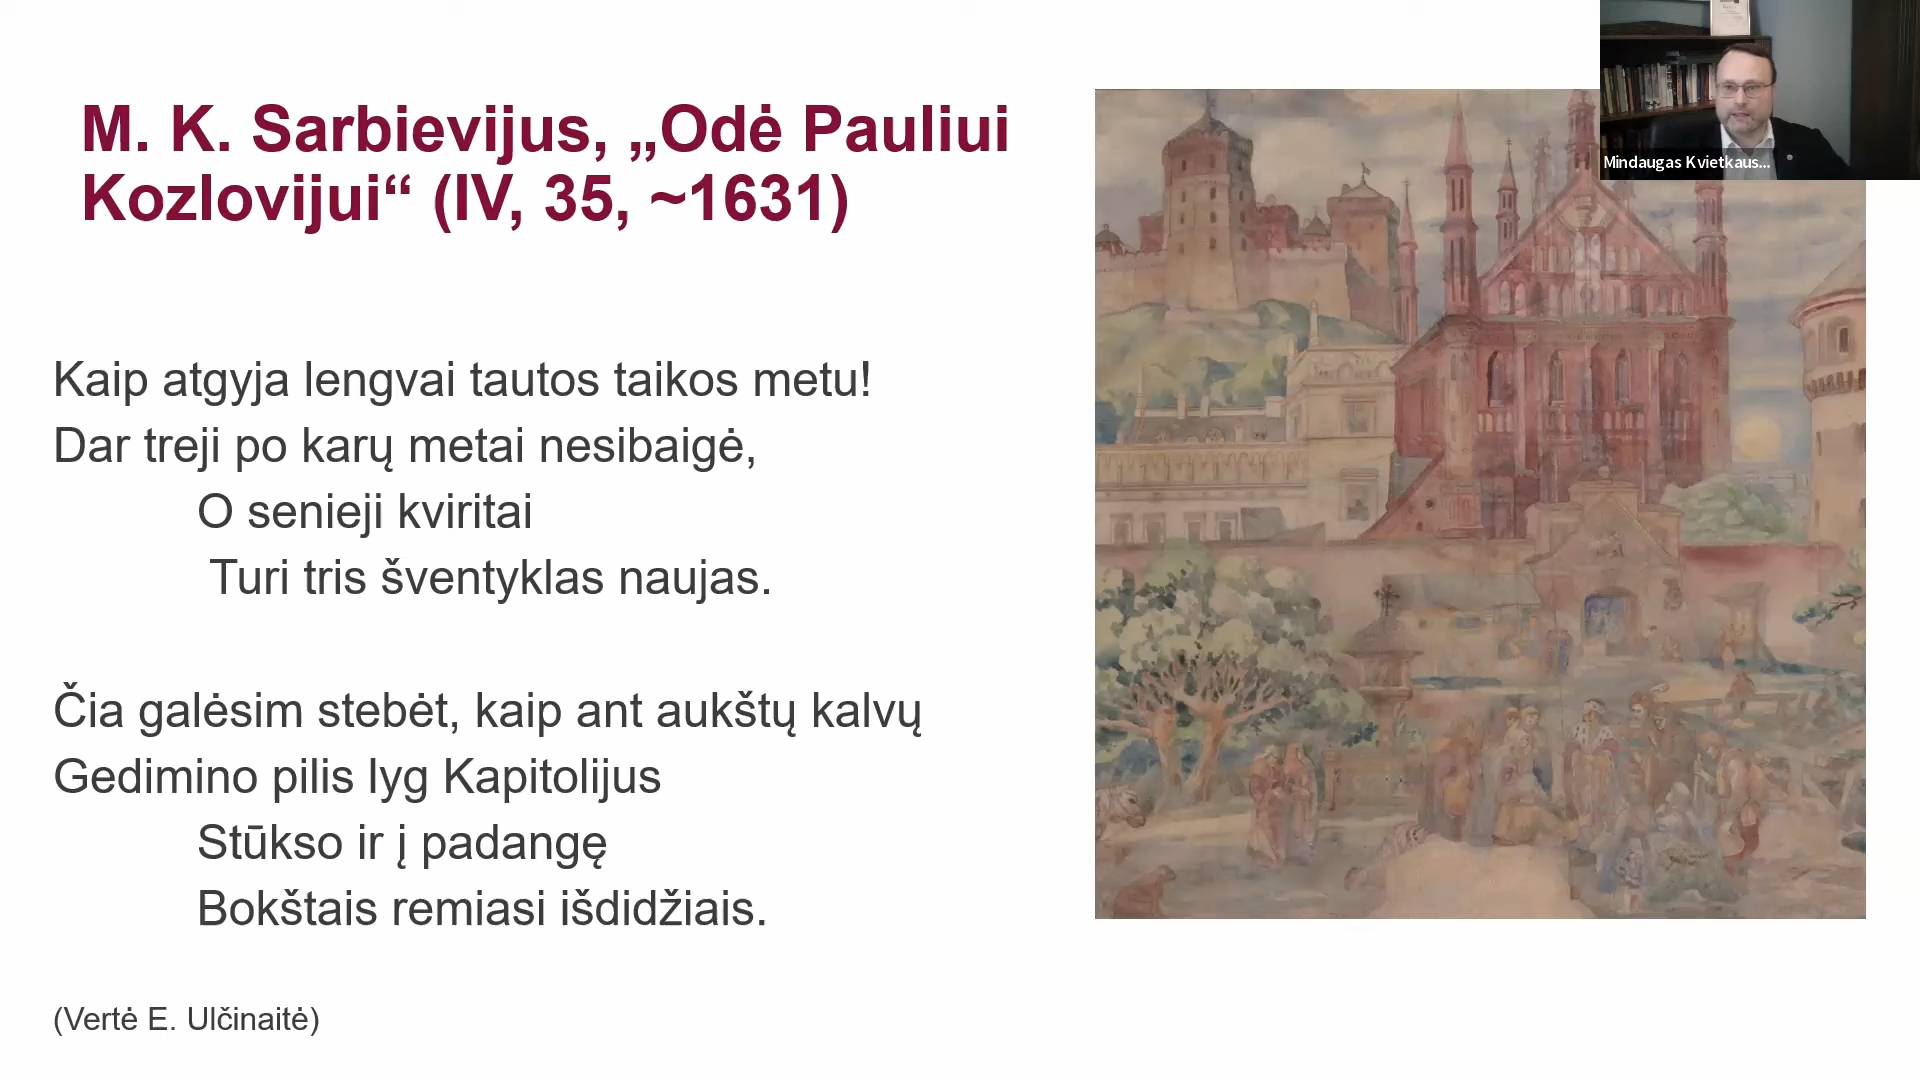 M. K. Sarbievijus, „Odė Pauliui
Kozlovijui“ (IV, 35, ~1631)
Kaip atgyja lengvai tautos taikos metu!
Dar treji po karų metai nesibaigė,
O senieji kviritai
Turi tris šventyklas naujas.
Čia galėsim stebėt, kaip ant aukštų kalvų
Gedimino pilis lyg Kapitolijus
Stūkso ir į padangę
Bokštais remiasi išdidžiais.
(Vertė E. Ulčinaitė)
Mindaugas Kvietkaus...